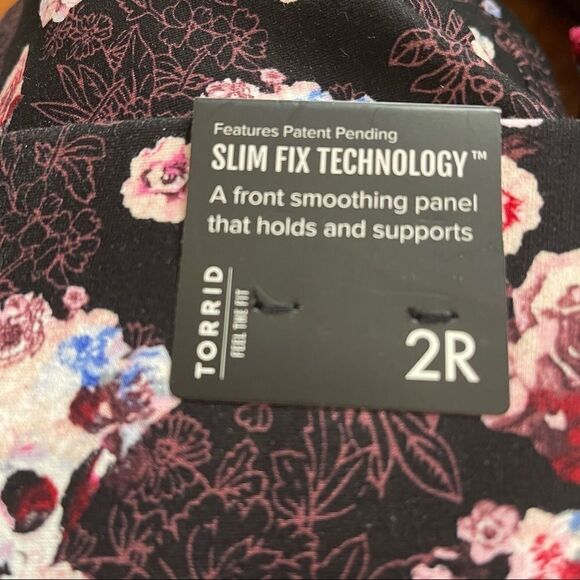 Features Patent Pending
SLIM FIX TECHNOLOGY™
A front smoothing panel
that holds and supports
TORRID
FEEL THE FIT
2R